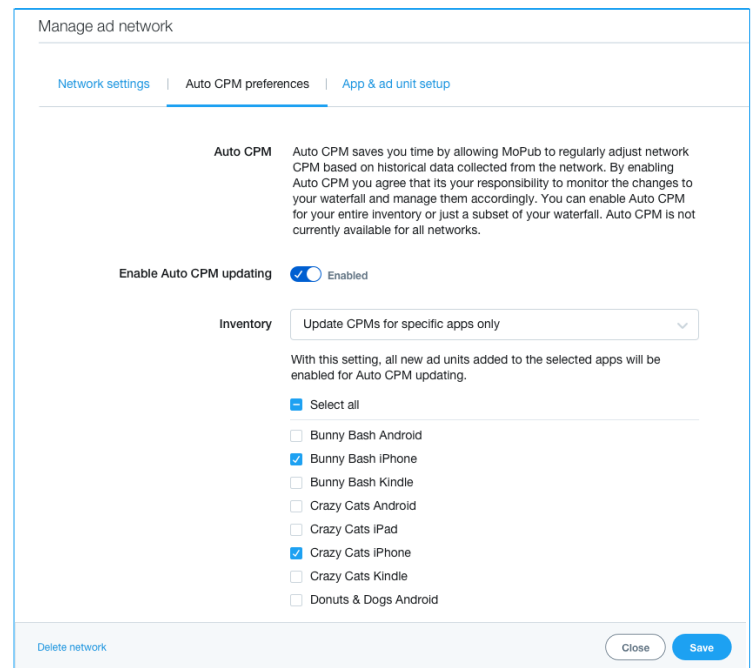 Manage ad network
Network settings | Auto CPM preferences | App & ad unit setup
Auto CPM Auto CPM saves you time by allowing MoPub to regularly adjust network
CPM based on historical data collected from the network. By enabling
Auto CPM you agree that its your responsibility to monitor the changes to
your waterfall and manage them accordingly. You can enable Auto CPM
for your entire inventory or just a subset of your waterfall. Auto CPM is not
currently available for all networks.
Enable Auto CPM updating Enabled
Inventory Update CPMs for specific apps only
With this setting, all new ad units added to the selected apps will be
enabled for Auto CPM updating.
Select all
Bunny Bash Android
Bunny Bash iPhone
Bunny Bash Kindle
Crazy Cats Android
Crazy Cats iPad
Crazy Cats iPhone
Crazy Cats Kindle
Donuts & Dogs Android
Delete network Close Save